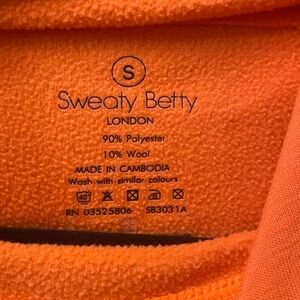 S
Sweaty Betty
LONDON
90% Polyester
10% Wool
MADE IN CAMBODIA
Wash with similar colours
RN 03525806 SB3031A